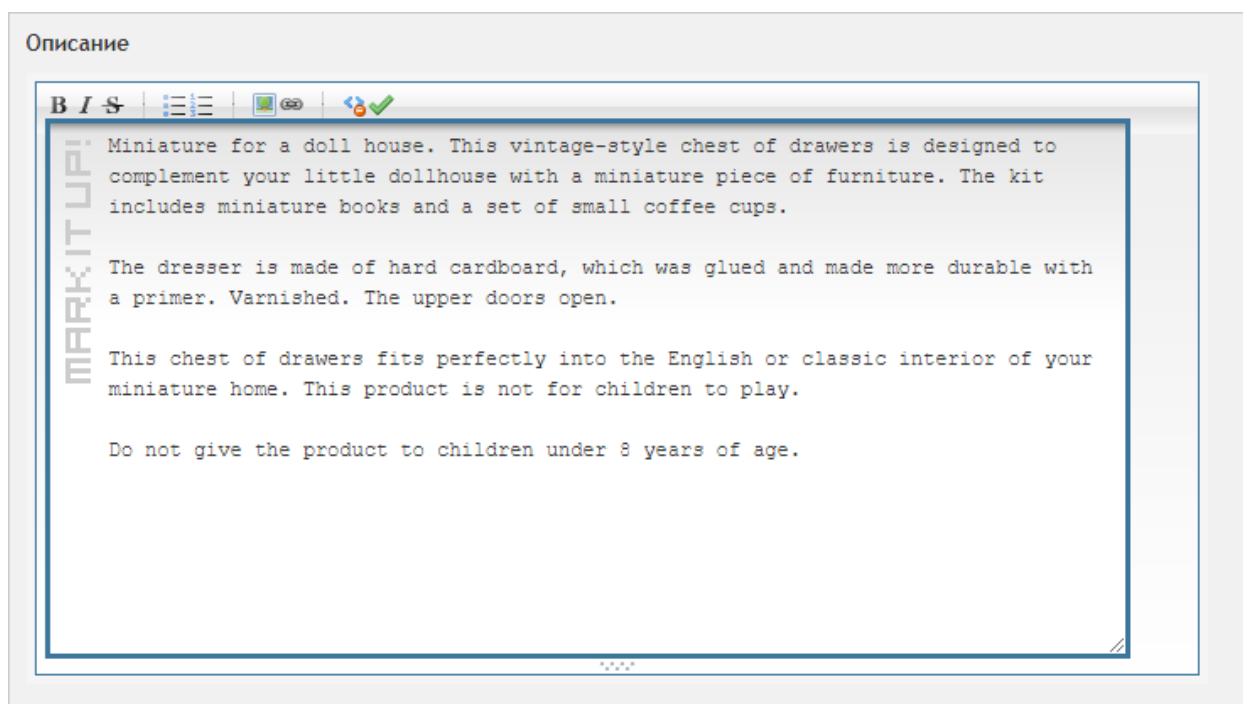 Описание
B I S
Miniature for a doll house. This vintage-style chest of drawers is designed to
complement your little dollhouse with a miniature piece of furniture. The kit
includes miniature books and a set of small coffee cups.
The dresser is made of hard cardboard, which was glued and made more durable with
a primer. Varnished. The upper doors open.
This chest of drawers fits perfectly into the English or classic interior of your
miniature home. This product is not for children to play.
Do not give the product to children under 8 years of age.
MARKITUP!